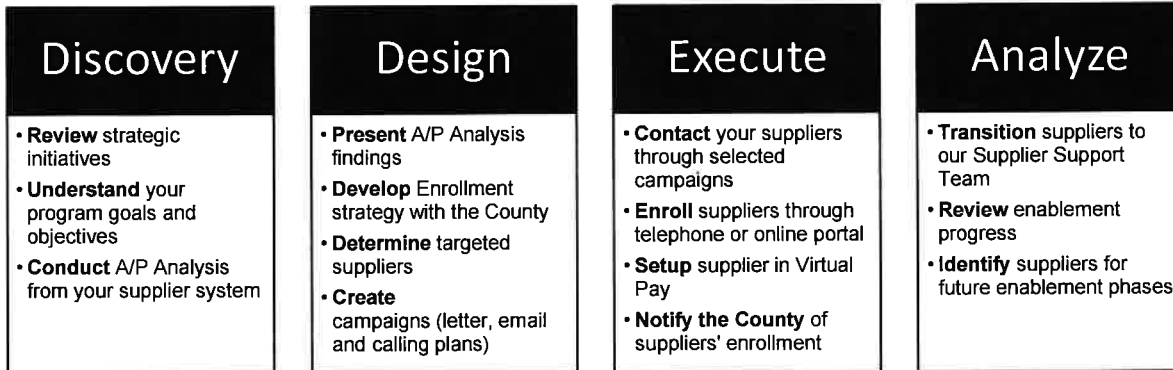 Discovery
• Review strategic
initiatives
• Understand your
program goals and
objectives
• Conduct A/P Analysis
from your supplier system
Design
• Present A/P Analysis
findings
• Develop Enrollment
strategy with the County
• Determine targeted
suppliers
• Create
campaigns (letter, email
and calling plans)
Execute
• Contact your suppliers
through selected
campaigns
• Enroll suppliers through
telephone or online portal
• Setup supplier in Virtual
Pay
• Notify the County of
suppliers' enrollment
Analyze
• Transition suppliers to
our Supplier Support
Team
• Review enablement
progress
• Identify suppliers for
future enablement phases